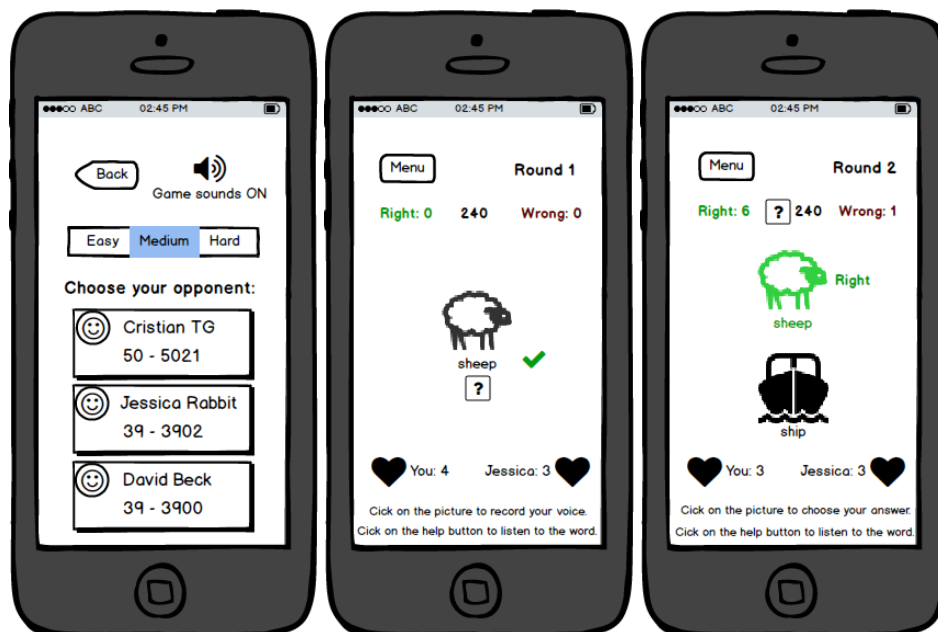 ABC 02:45 PM
Back
Game sounds ON
Easy Medium Hard
Choose your opponent:
Cristian TG
50 - 5021
Jessica Rabbit
39 - 3902
David Beck
39 - 3900
ABC 02:45 PM
Menu Round 1
Right: 0 240 Wrong: 0
sheep
?
You: 4 Jessica: 3
Cick on the picture to record your voice.
Cick on the help button to listen to the word.
ABC 02:45 PM
Menu Round 2
Right: 6 ? 240 Wrong: 1
Right
sheep
ship
You: 3 Jessica: 3
Cick on the picture to choose your answer.
Cick on the help button to listen to the word.